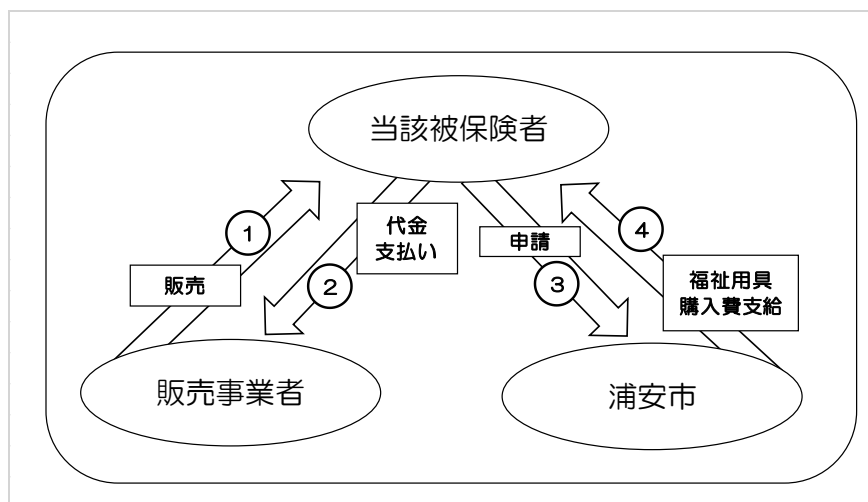 当該被保険者
①
代金
支払い
申請
④
販売
②
③
福祉用具
購入費支給
販売事業者
浦安市